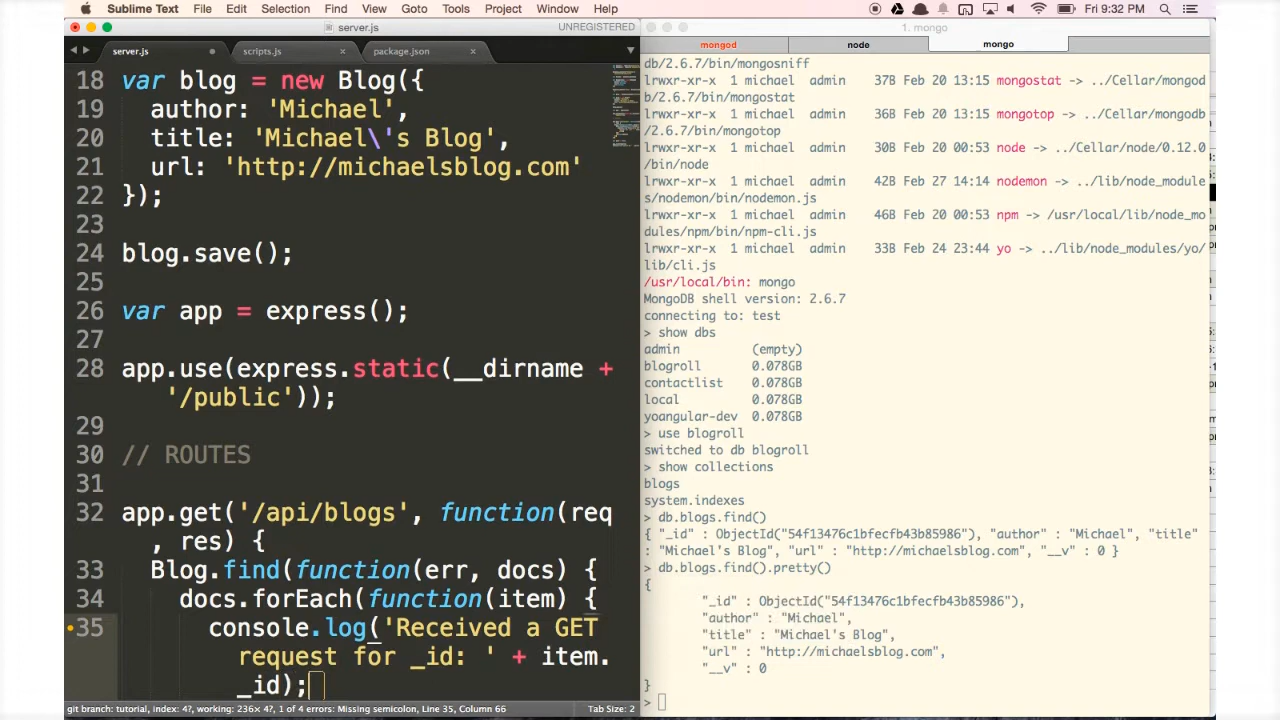 Sublime Text File Edit Selection Find View Goto Tools Project Window Help Fri 9:32 PM
server.js UNREGISTERED
server.js scripts.js × package.json ×
18 var blog = new Blog({
19 author: 'Michael',
20 title: 'Michael\'s Blog',
21 url: 'http://michaelsblog.com'
22 });
23
24 blog.save();
25
26 var app = express();
27
28 app.use(express.static(__dirname +
'/public'));
29
30 // ROUTES
31
32 app.get('/api/blogs', function(req
, res) {
33 Blog.find(function(err, docs) {
34 docs.forEach(function(item) {
35 console.log('Received a GET
request for _id: ' + item.
_id);
git branch: tutorial, index: 4?, working: 236≠ 4?, 1 of 4 errors: Missing semicolon, Line 35, Column 66 Tab Size: 2
1. mongo
mongod node mongo
db/2.6.7/bin/mongosniff
lrwxr-xr-x 1 michael admin 37B Feb 20 13:15 mongostat -> ../Cellar/mongod
b/2.6.7/bin/mongostat
lrwxr-xr-x 1 michael admin 36B Feb 20 13:15 mongotop -> ../Cellar/mongodb
/2.6.7/bin/mongotop
lrwxr-xr-x 1 michael admin 30B Feb 20 00:53 node -> ../Cellar/node/0.12.0
/bin/node
lrwxr-xr-x 1 michael admin 42B Feb 27 14:14 nodemon -> ../lib/node_module
s/nodemon/bin/nodemon.js
lrwxr-xr-x 1 michael admin 46B Feb 20 00:53 npm -> /usr/local/lib/node_mo
dules/npm/bin/npm-cli.js
lrwxr-xr-x 1 michael admin 33B Feb 24 23:44 yo -> ../lib/node_modules/yo/
lib/cli.js
/usr/local/bin: mongo
MongoDB shell version: 2.6.7
connecting to: test
> show dbs
admin (empty)
blogroll 0.078GB
contactlist 0.078GB
local 0.078GB
yoangular-dev 0.078GB
> use blogroll
switched to db blogroll
> show collections
blogs
system.indexes
> db.blogs.find()
{ "_id" : ObjectId("54f13476c1bfecfb43b85986"), "author" : "Michael", "title"
: "Michael's Blog", "url" : "http://michaelsblog.com", "__v" : 0 }
> db.blogs.find().pretty()
{
"_id" : ObjectId("54f13476c1bfecfb43b85986"),
"author" : "Michael",
"title" : "Michael's Blog",
"url" : "http://michaelsblog.com",
"__v" : 0
}
>